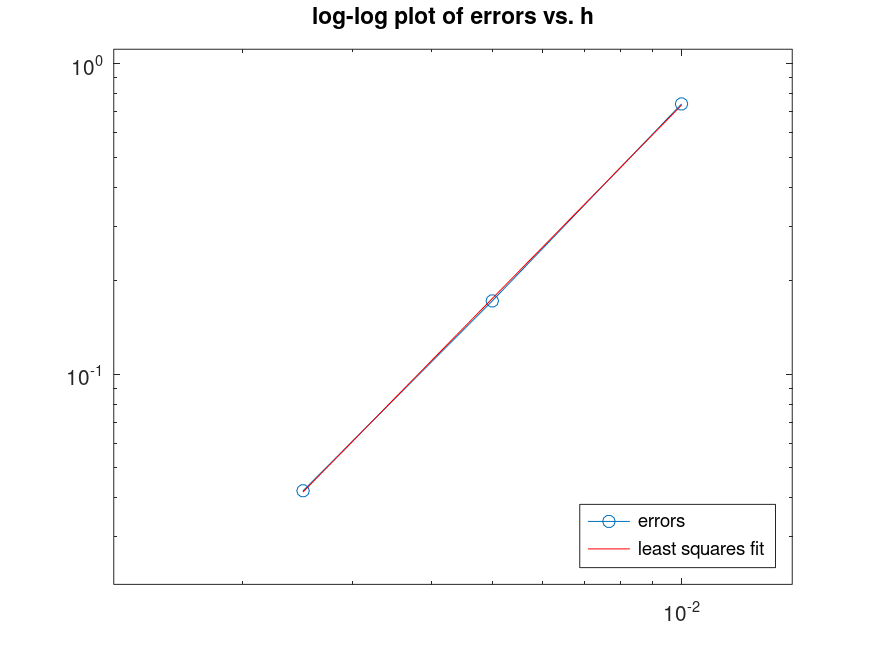 log-log plot of errors vs. h
10^0
10^-1
10^-2
errors
least squares fit